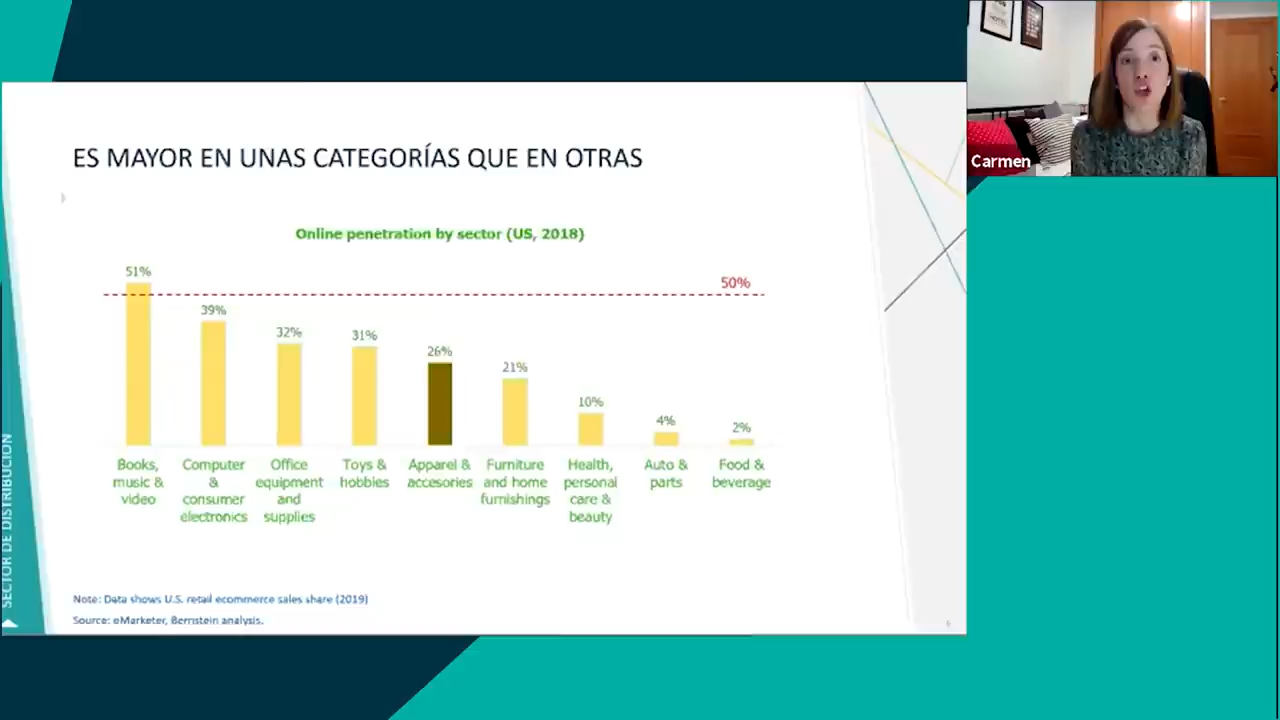 Carmen
ES MAYOR EN UNAS CATEGORÍAS QUE EN OTRAS
Online penetration by sector (US, 2018)
50%
51%
39%
32%
31%
26%
21%
10%
4%
2%
Books,
music &
video
Computer
&
consumer
electronics
Office
equipment
and
supplies
Toys &
hobbies
Apparel &
accesories
Furniture
and home
furnishings
Health,
personal
care &
beauty
Auto &
parts
Food &
beverage
SECTOR DE DISTRIBUCIÓN
Note: Data shows U.S. retail ecommerce sales share (2019)
Source: eMarketer, Bernstein analysis.